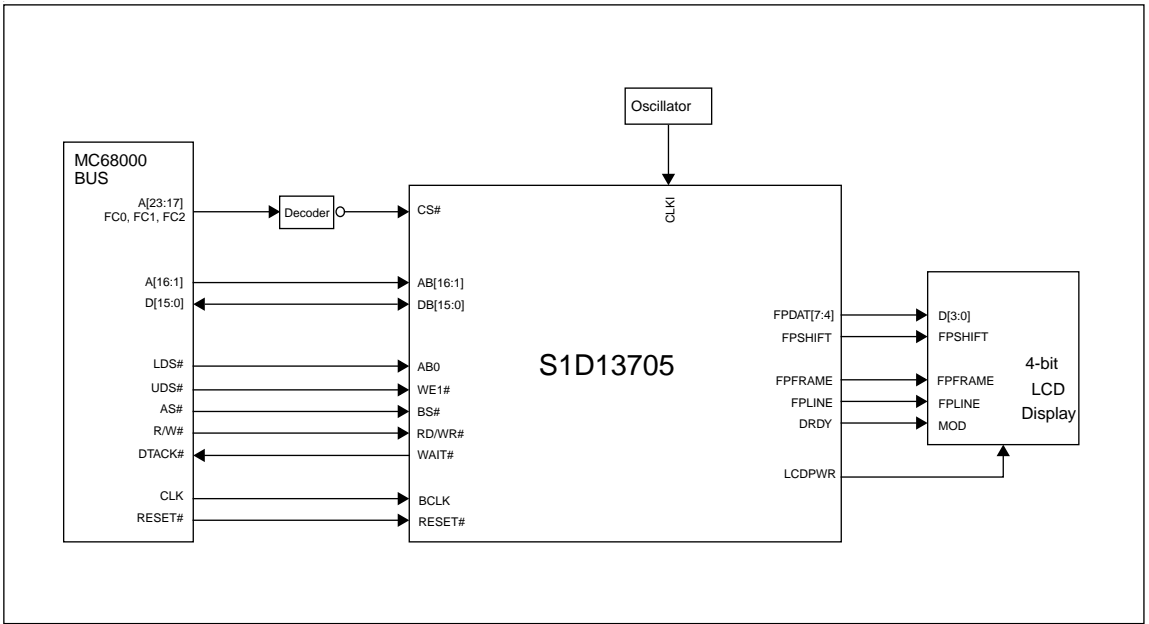 Oscillator
MC68000
BUS
A[23:17]
FC0, FC1, FC2
Decoder
CS#
CLKI
A[16:1]
AB[16:1]
D[15:0]
DB[15:0]
FPDAT[7:4]
D[3:0]
FPSHIFT
FPSHIFT
LDS#
AB0
S1D13705
4-bit
LCD
Display
UDS#
WE1#
FPFRAME
FPFRAME
AS#
BS#
FPLINE
FPLINE
R/W#
RD/WR#
DRDY
MOD
DTACK#
WAIT#
LCDPWR
CLK
BCLK
RESET#
RESET#